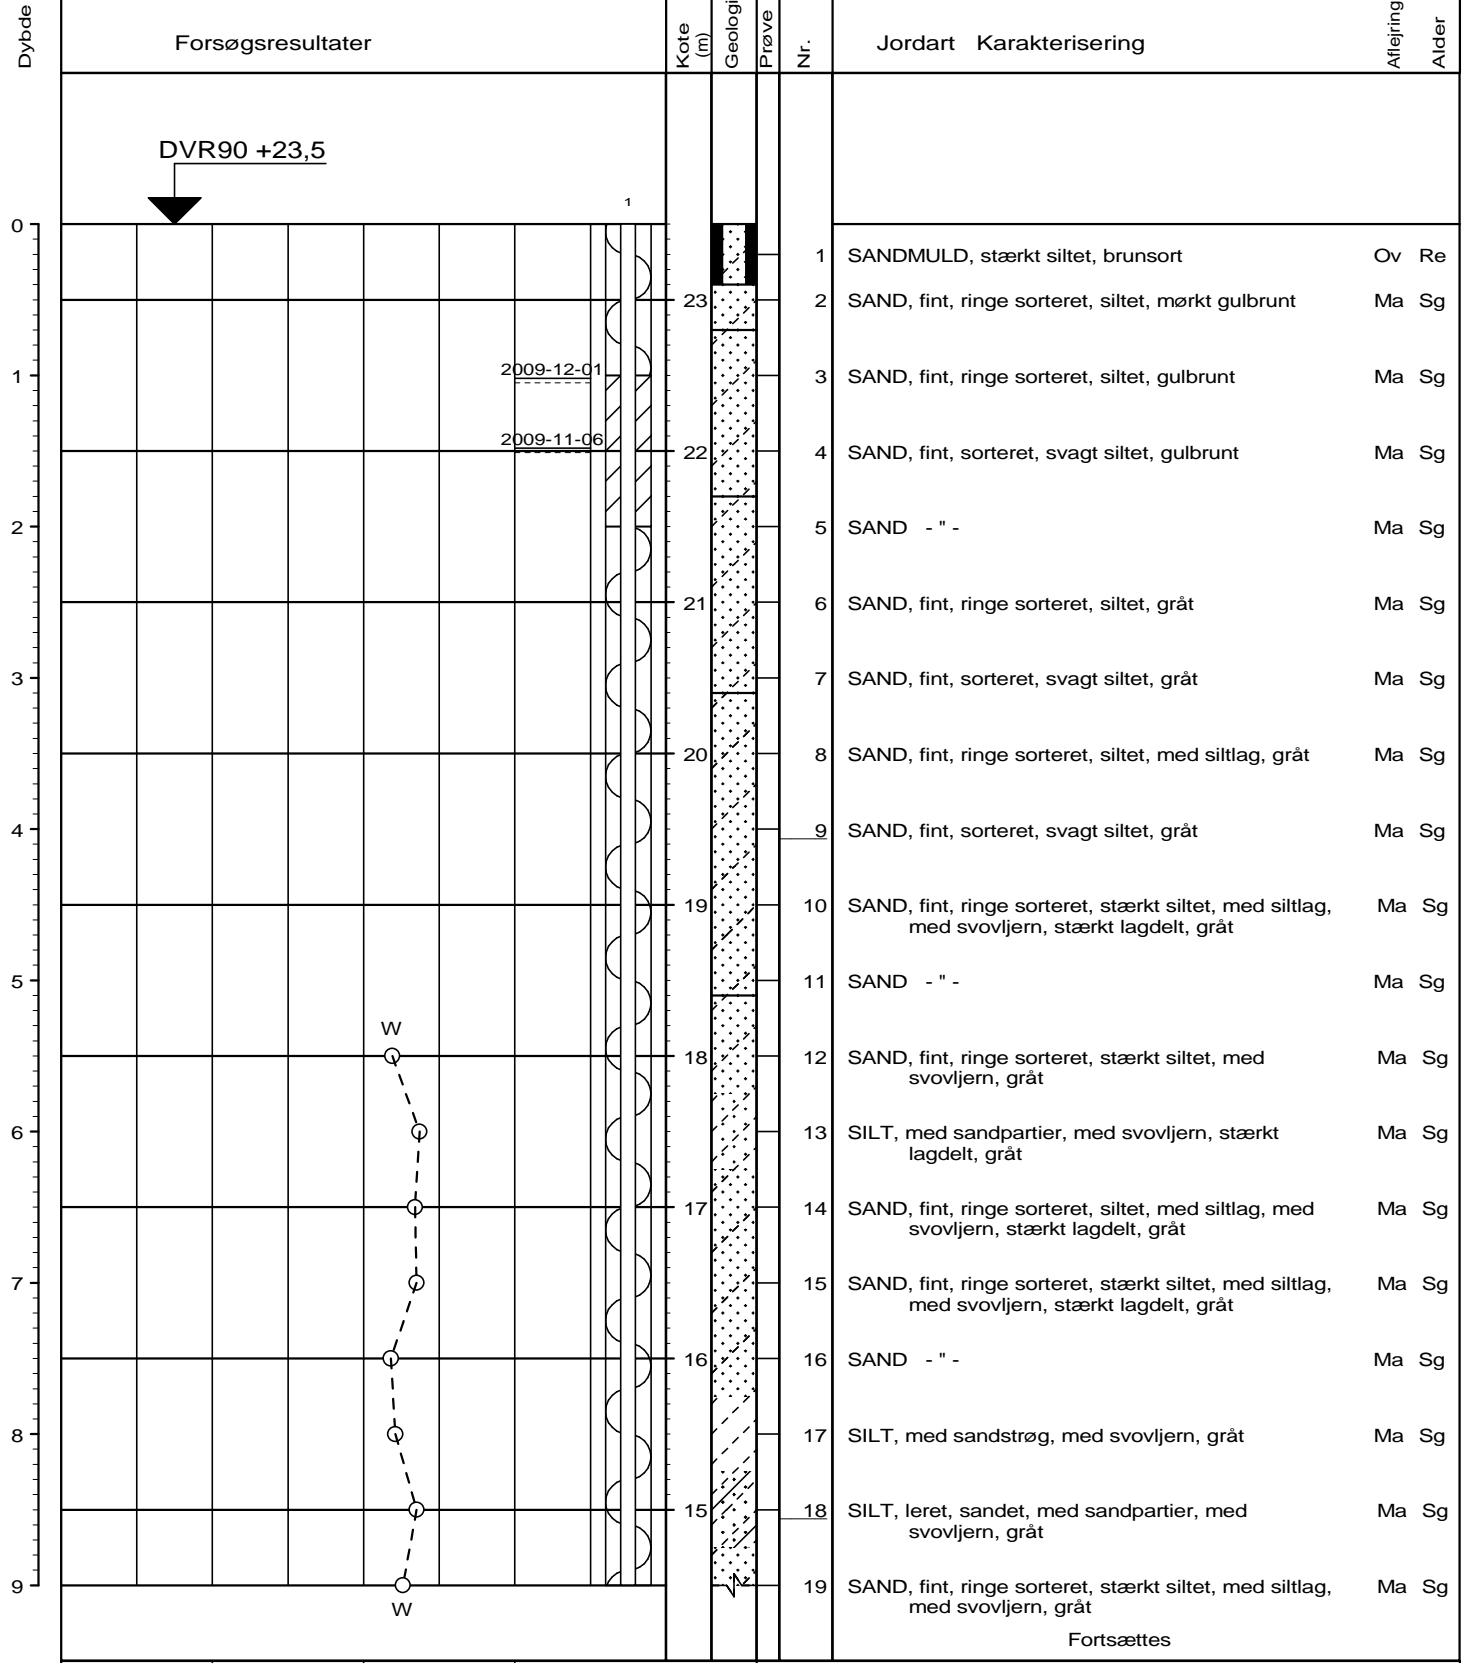 Dybde
Forsøgsresultater
Kote
(m)
Geologi
Prøve
Nr.
Jordart Karakterisering
Aflejring
Alder
DVR90 +23,5
1
0
1 SANDMULD, stærkt siltet, brunsort Ov Re
23 2 SAND, fint, ringe sorteret, siltet, mørkt gulbrunt Ma Sg
2009-12-01
1 3 SAND, fint, ringe sorteret, siltet, gulbrunt Ma Sg
2009-11-06
22 4 SAND, fint, sorteret, svagt siltet, gulbrunt Ma Sg
2 5 SAND - " - Ma Sg
21 6 SAND, fint, ringe sorteret, siltet, gråt Ma Sg
3 7 SAND, fint, sorteret, svagt siltet, gråt Ma Sg
20 8 SAND, fint, ringe sorteret, siltet, med siltlag, gråt Ma Sg
4 9 SAND, fint, sorteret, svagt siltet, gråt Ma Sg
19 10 SAND, fint, ringe sorteret, stærkt siltet, med siltlag, Ma Sg
med svovljern, stærkt lagdelt, gråt
5 11 SAND - " - Ma Sg
W
18 12 SAND, fint, ringe sorteret, stærkt siltet, med Ma Sg
svovljern, gråt
6 13 SILT, med sandpartier, med svovljern, stærkt Ma Sg
lagdelt, gråt
17 14 SAND, fint, ringe sorteret, siltet, med siltlag, med Ma Sg
svovljern, stærkt lagdelt, gråt
7 15 SAND, fint, ringe sorteret, stærkt siltet, med siltlag, Ma Sg
med svovljern, stærkt lagdelt, gråt
16 16 SAND - " - Ma Sg
8 17 SILT, med sandstrøg, med svovljern, gråt Ma Sg
15 18 SILT, leret, sandet, med sandpartier, med Ma Sg
svovljern, gråt
9 19 SAND, fint, ringe sorteret, stærkt siltet, med siltlag, Ma Sg
med svovljern, gråt
W
Fortsættes